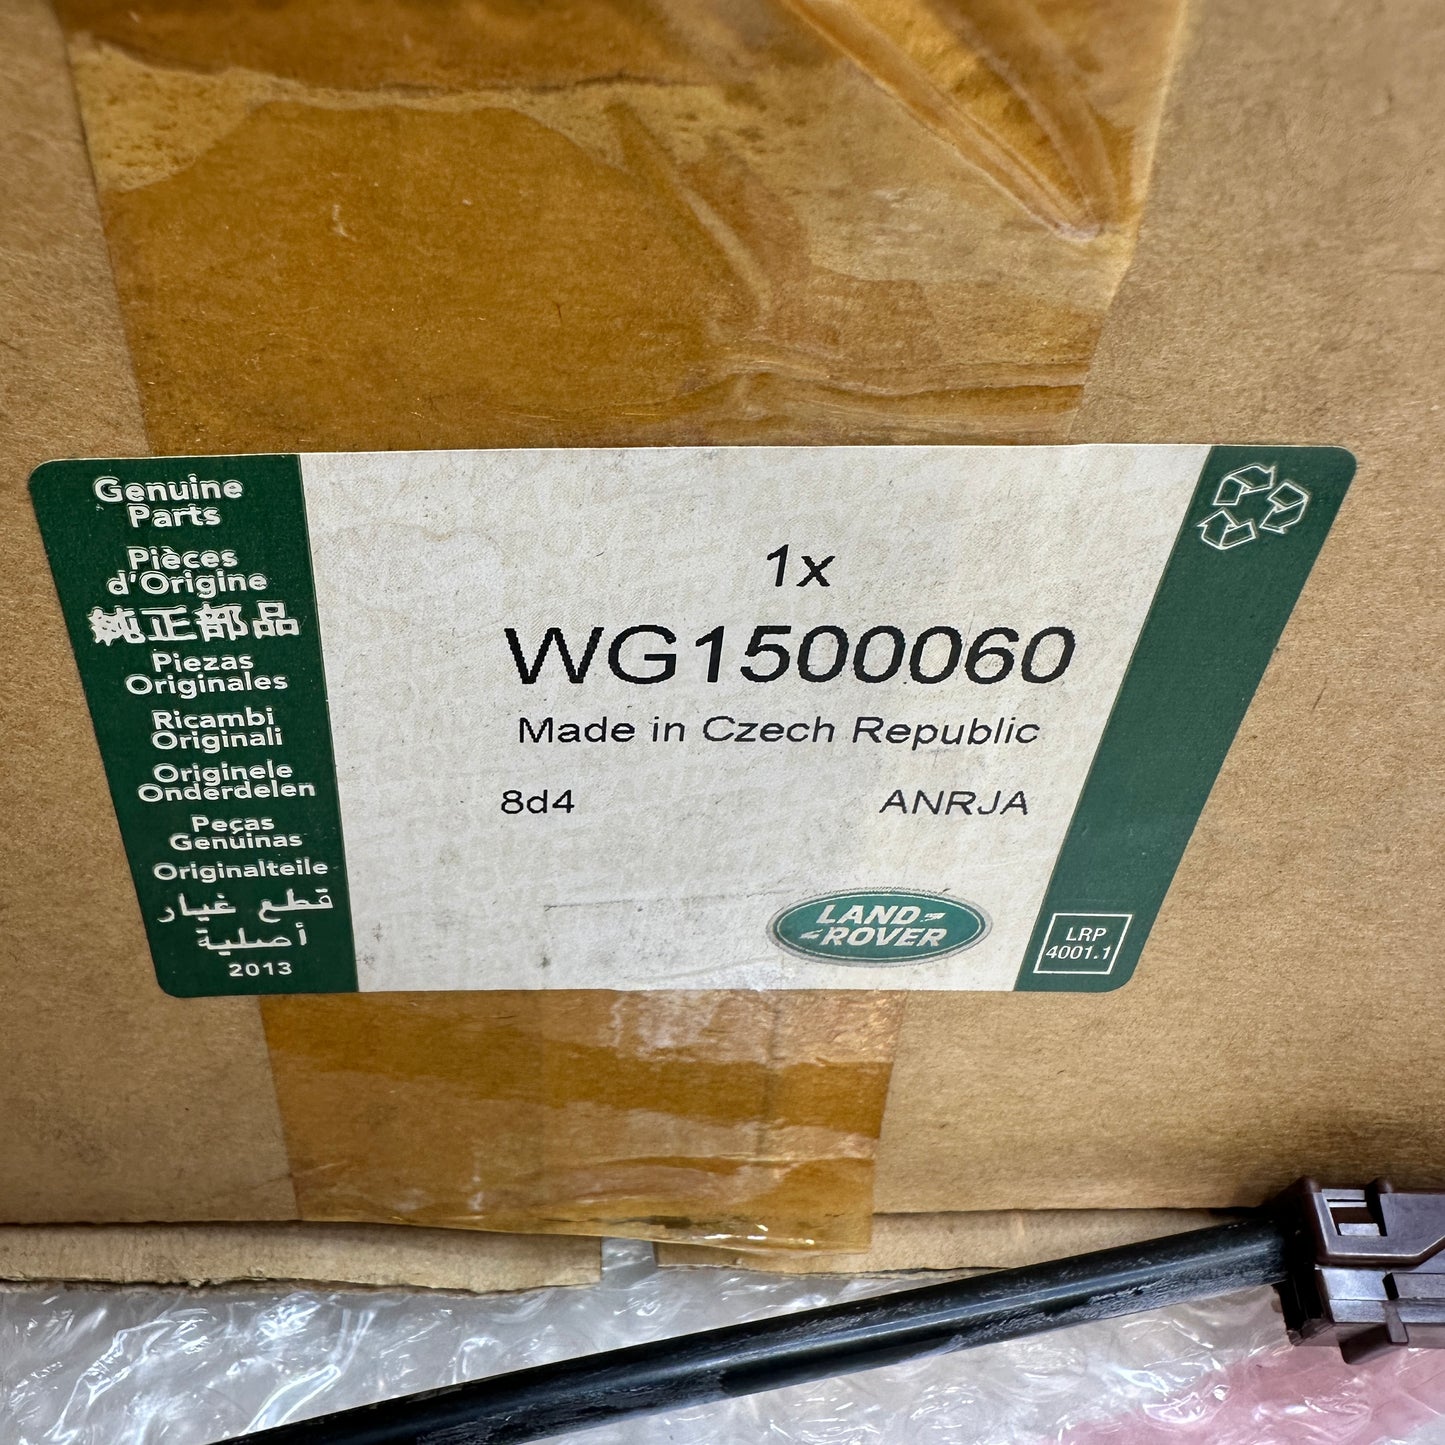 Genuine
Parts
Pièces
d'Origine
純正部品
Piezas
Originales
Ricambi
Originali
Originele
Onderdelen
Peças
Genuinas
Originalteile
قطع غيار
أصلية
2013
1x
WG1500060
Made in Czech Republic
8d4 ANRJA
LAND-
-ROVER
LRP
4001.1